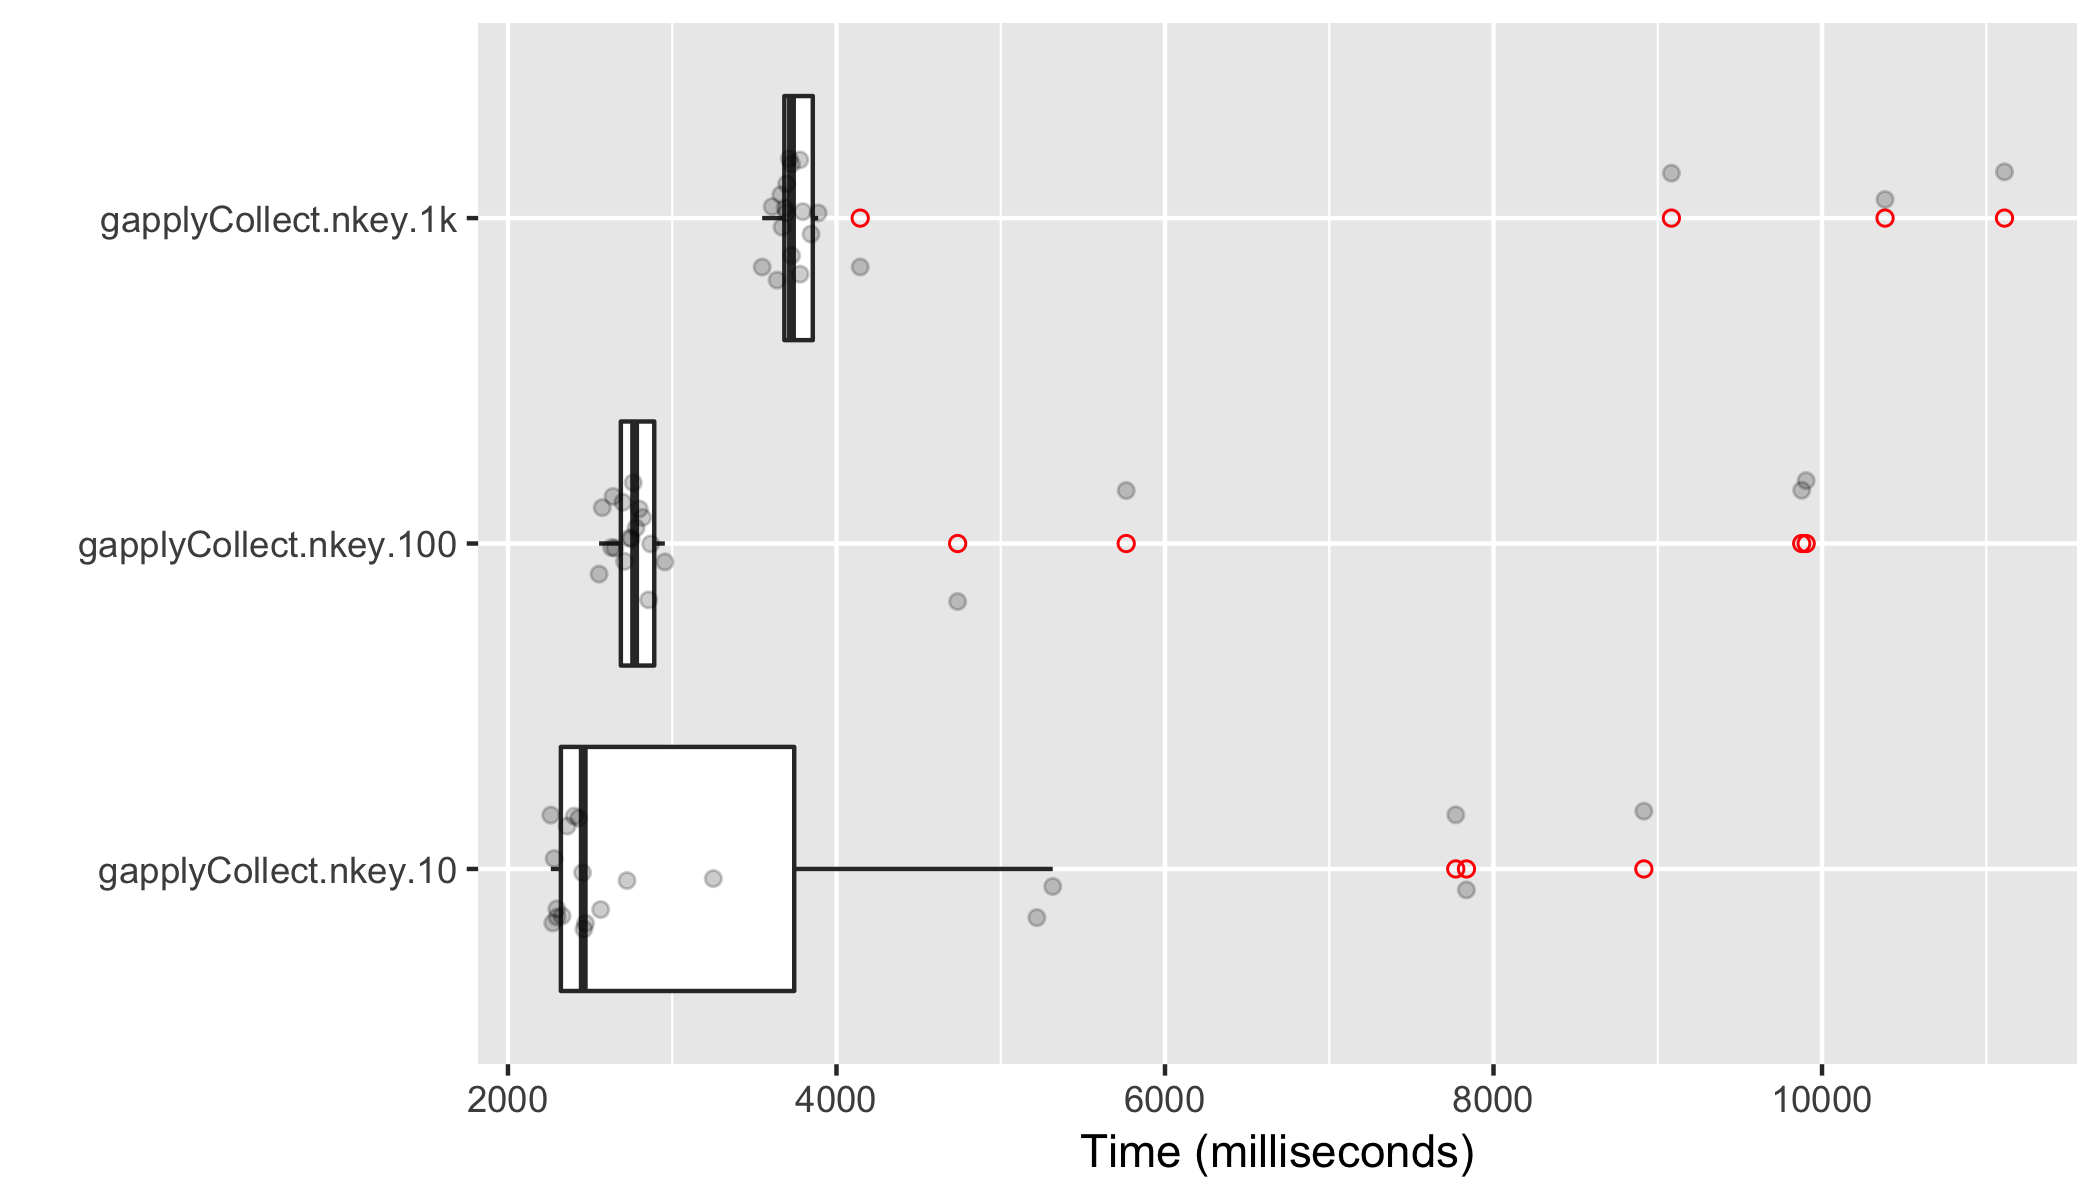 gapplyCollect.nkey.1k
gapplyCollect.nkey.100
gapplyCollect.nkey.10
2000 4000 6000 8000 10000
Time (milliseconds)